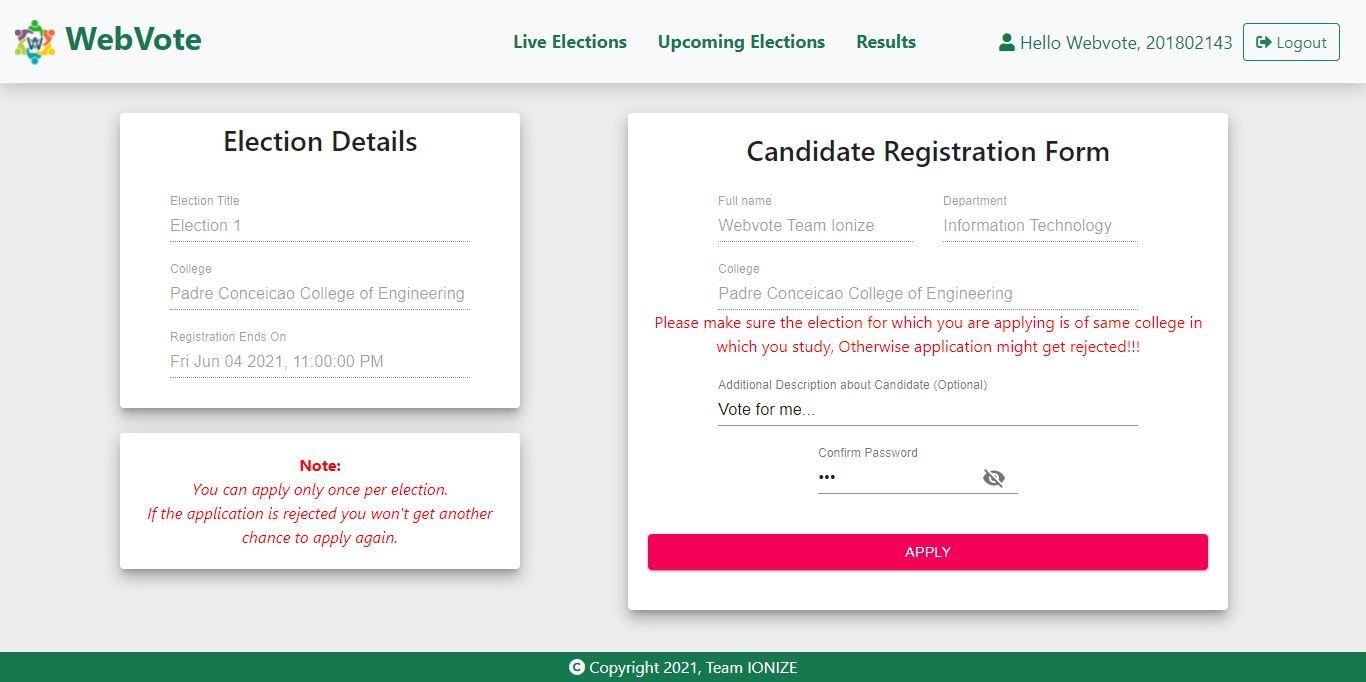 W WebVote
Live Elections Upcoming Elections Results
Hello Webvote, 201802143 Logout
Election Details
Election Title
Election 1
College
Padre Conceicao College of Engineering
Registration Ends On
Fri Jun 04 2021, 11:00:00 PM
Note:
You can apply only once per election.
If the application is rejected you won't get another
chance to apply again.
Candidate Registration Form
Full name Department
Webvote Team Ionize Information Technology
College
Padre Conceicao College of Engineering
Please make sure the election for which you are applying is of same college in
which you study, Otherwise application might get rejected!!!
Additional Description about Candidate (Optional)
Vote for me...
Confirm Password
•••
APPLY
© Copyright 2021, Team IONIZE